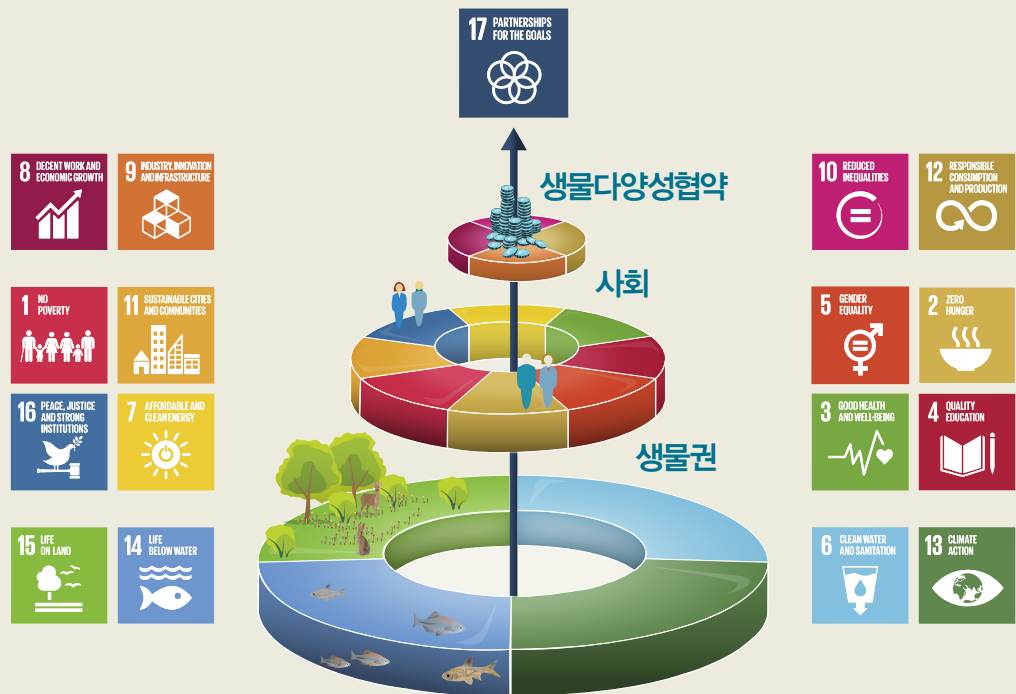 17 PARTNERSHIPS
FOR THE GOALS
8 DECENT WORK AND
ECONOMIC GROWTH
9 INDUSTRY, INNOVATION
AND INFRASTRUCTURE
생물다양성협약
10 REDUCED
INEQUALITIES
12 RESPONSIBLE
CONSUMPTION
AND PRODUCTION
사회
1 NO
POVERTY
11 SUSTAINABLE CITIES
AND COMMUNITIES
5 GENDER
EQUALITY
2 ZERO
HUNGER
16 PEACE, JUSTICE
AND STRONG
INSTITUTIONS
7 AFFORDABLE AND
CLEAN ENERGY
3 GOOD HEALTH
AND WELL-BEING
4 QUALITY
EDUCATION
생물권
15 LIFE
ON LAND
14 LIFE
BELOW WATER
6 CLEAN WATER
AND SANITATION
13 CLIMATE
ACTION